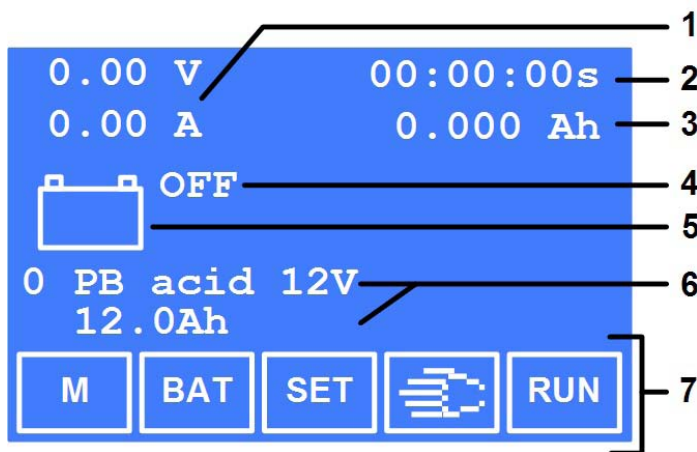 0.00 V 00:00:00s
0.00 A 0.000 Ah
OFF
0 PB acid 12V
12.0Ah
M BAT SET RUN
1
2
3
4
5
6
7